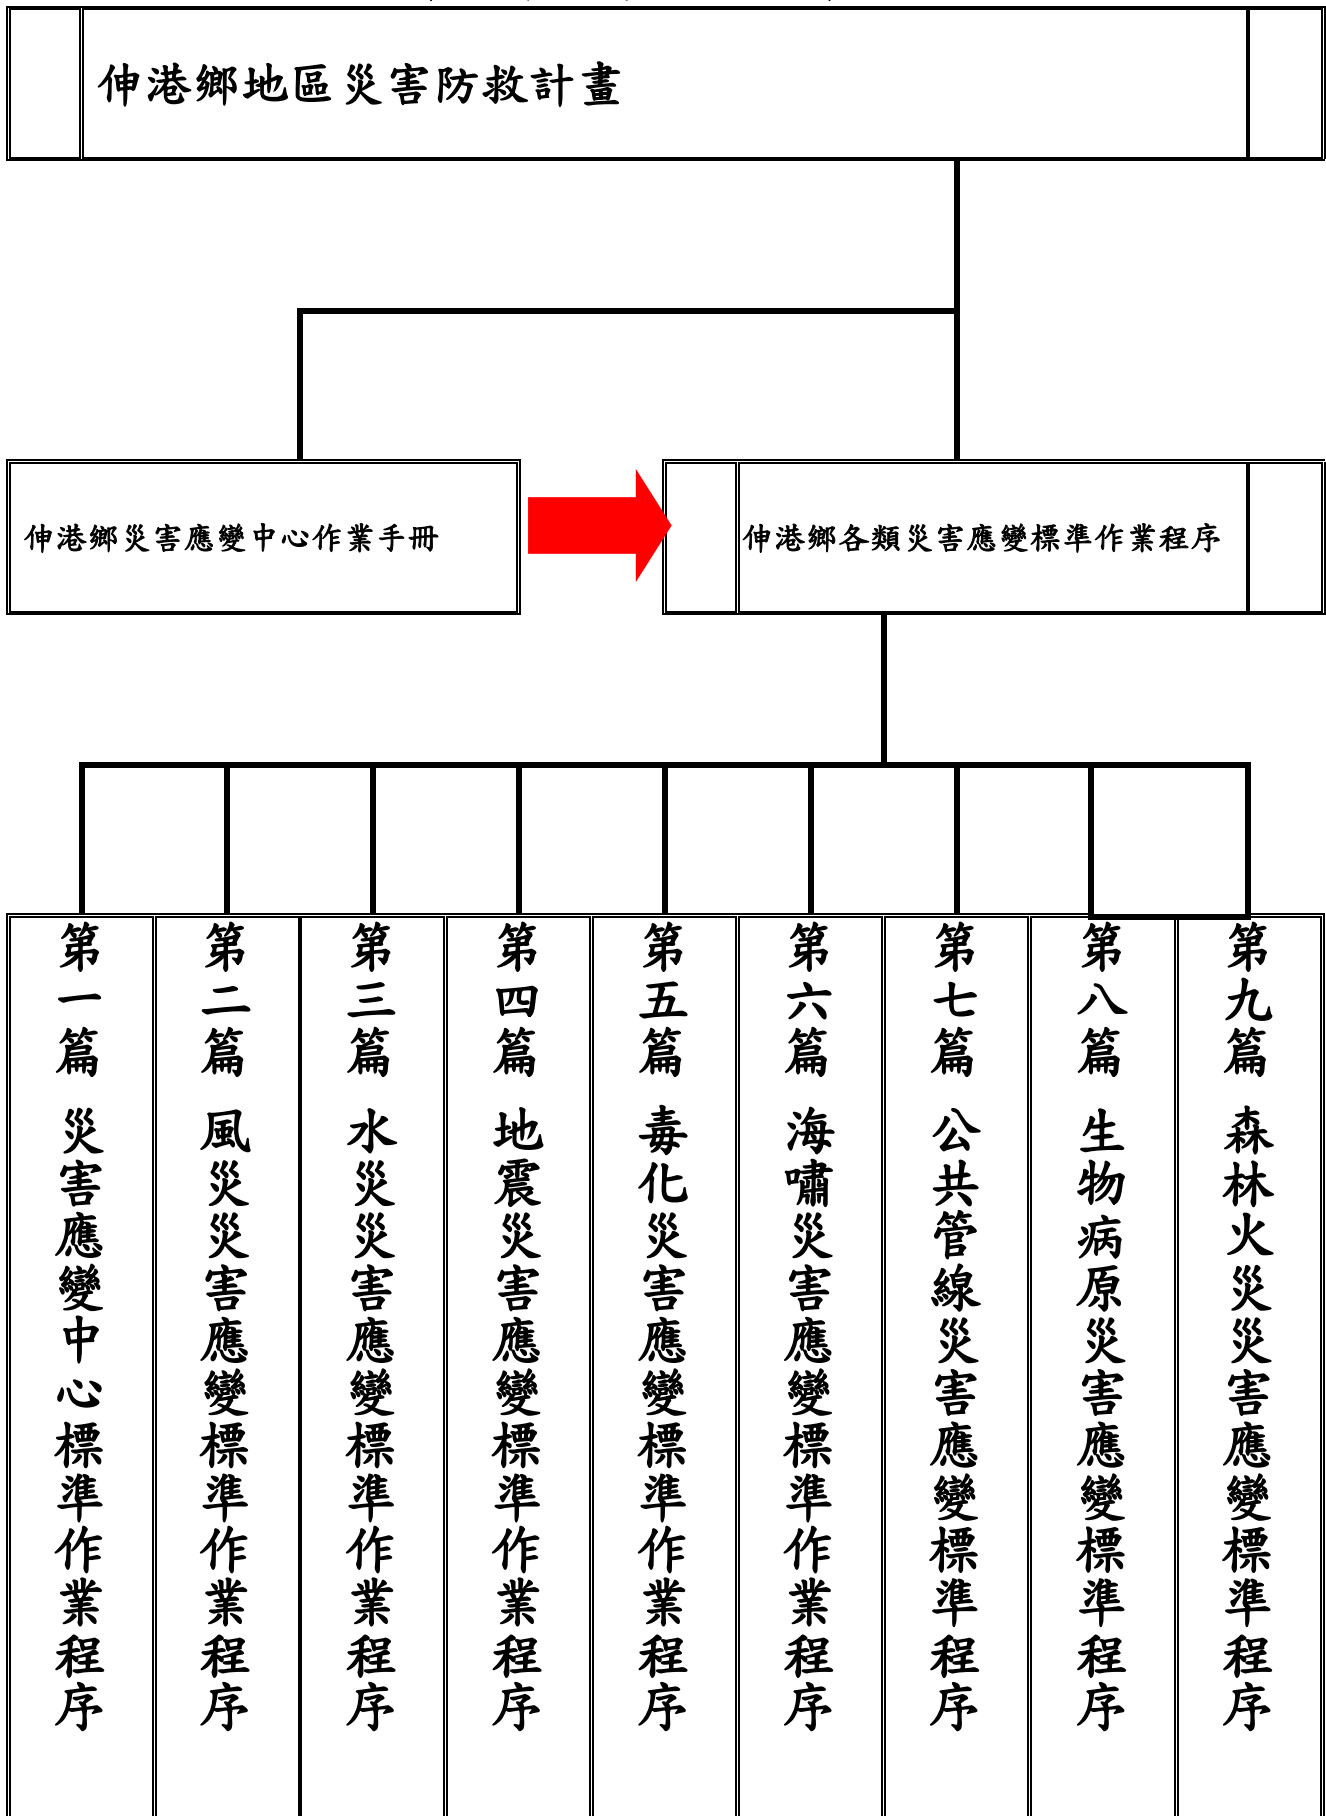 伸港鄉地區災害防救計畫
伸港鄉災害應變中心作業手冊
伸港鄉各類災害應變標準作業程序
第一篇 災害應變中心標準作業程序
第二篇 風災災害應變標準作業程序
第三篇 水災災害應變標準作業程序
第四篇 地震災害應變標準作業程序
第五篇 毒化災害應變標準作業程序
第六篇 海嘯災害應變標準作業程序
第七篇 公共管線災害應變標準程序
第八篇 生物病原災害應變標準程序
第九篇 森林火災災害應變標準程序